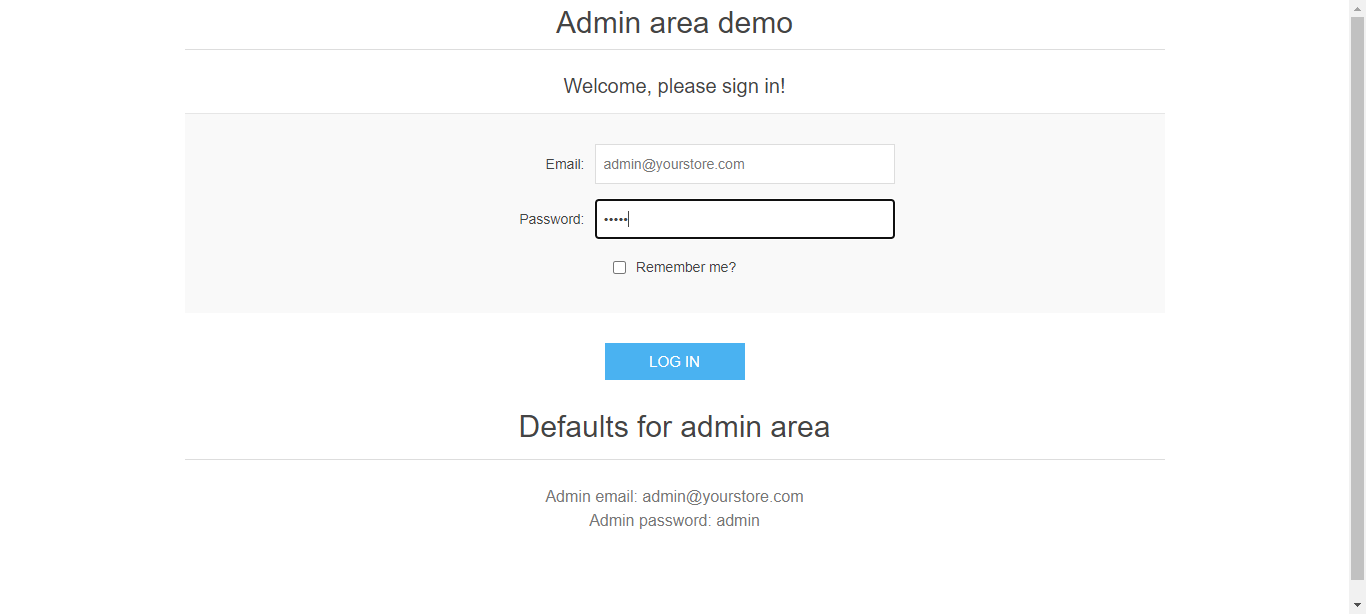 Admin area demo
Welcome, please sign in!
Email: admin@yourstore.com
Password: •••••
Remember me?
LOG IN
Defaults for admin area
Admin email: admin@yourstore.com
Admin password: admin